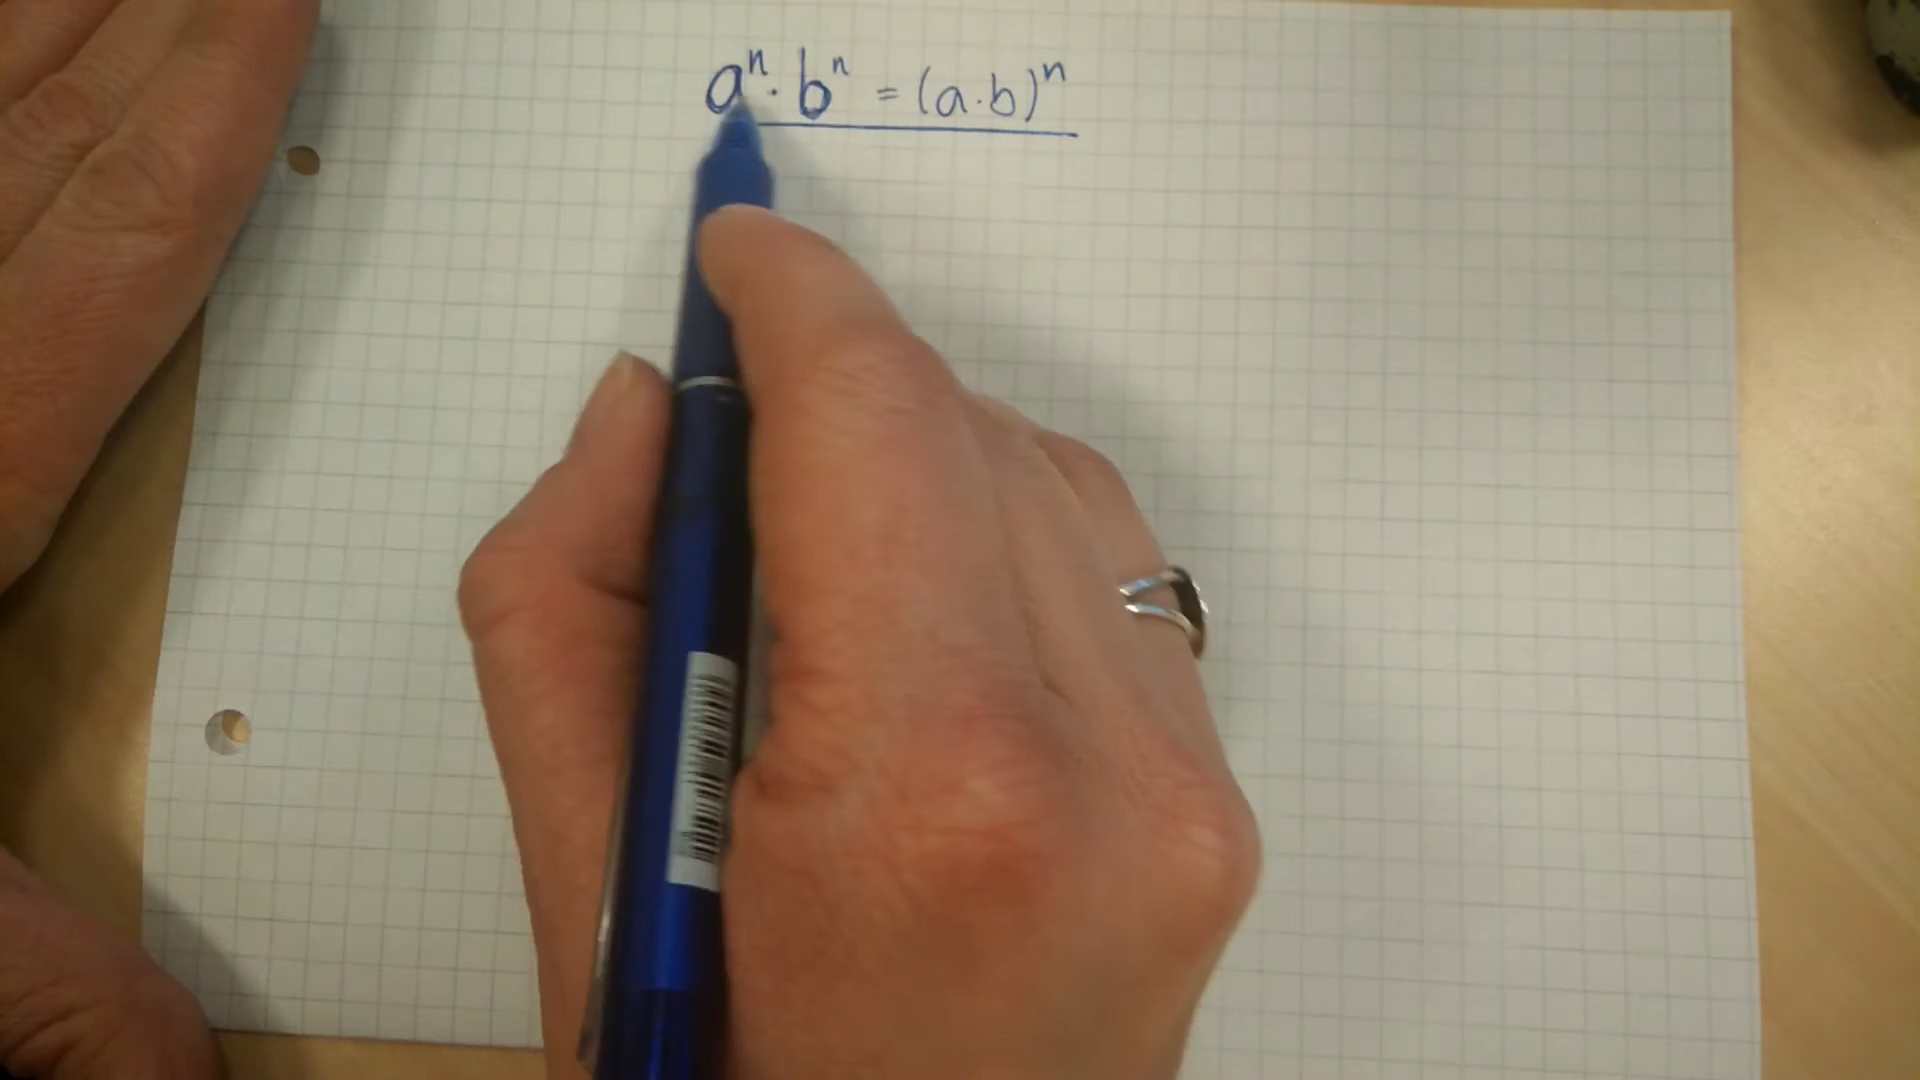 aⁿ · bⁿ = (a·b)ⁿ